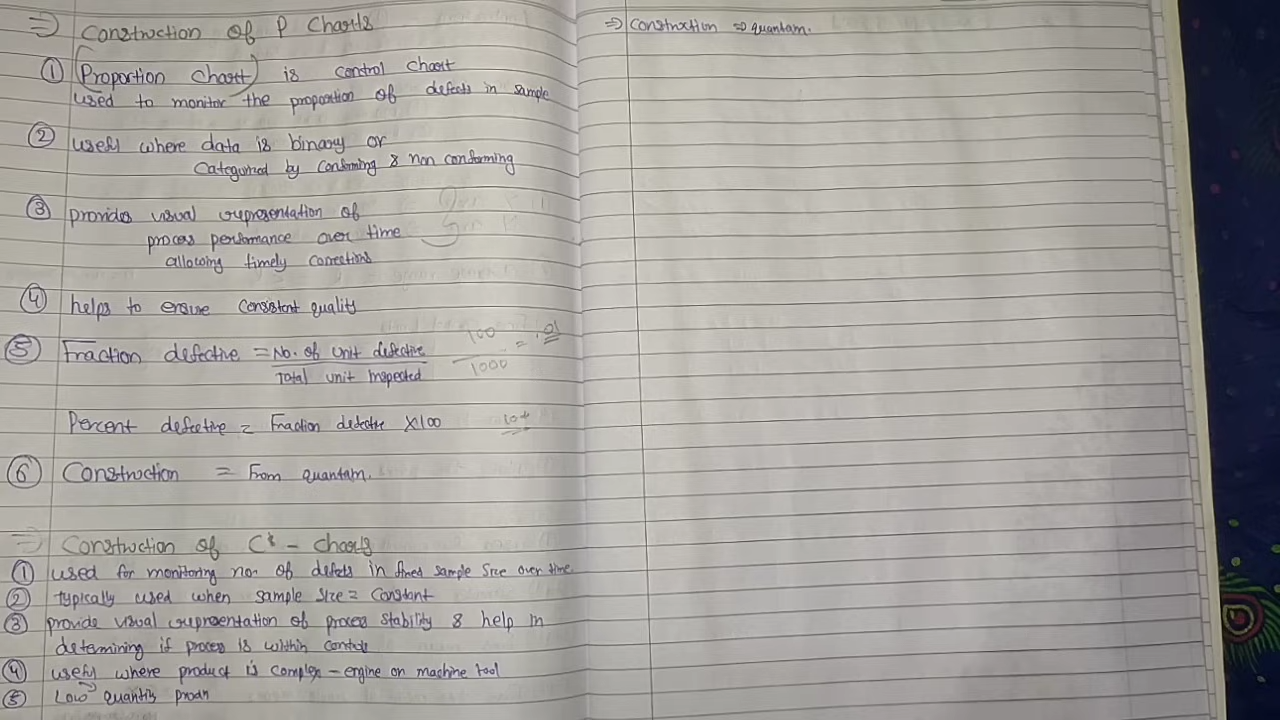 ⇒ Construction of P Charts
① (Proportion Chart) is control chart
used to monitor the proportion of defects in sample
② usefl where data is binary or
Categorized by Confirming & non conforming
③ provides visual representation of
process performance over time
allowing timely corrections
④ helps to ensure Consistent quality
⑤ Fraction defective = No. of Unit defective
Total unit Inspected
100
1000
Percent defective = Fraction defective ×100
⑥ Construction = From quantam.
⇒ Construction of C - charts
① used for monitoring no. of defects in fixed sample size over time
② typically used when sample size = Constant
③ provide visual representation of process stability & help in
determining if process is within control
④ usefl where product is complex - engine on machine tool
⑤ Low quantity prodn
⇒ Construction ⇒ quantam.